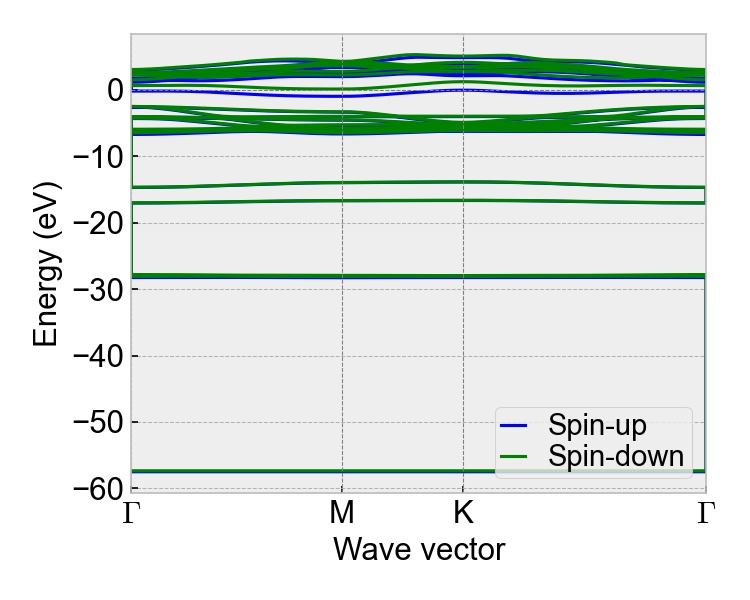 Energy (eV)
0
−10
−20
−30
−40
−50
−60
Spin-up
Spin-down
Γ M K Γ
Wave vector